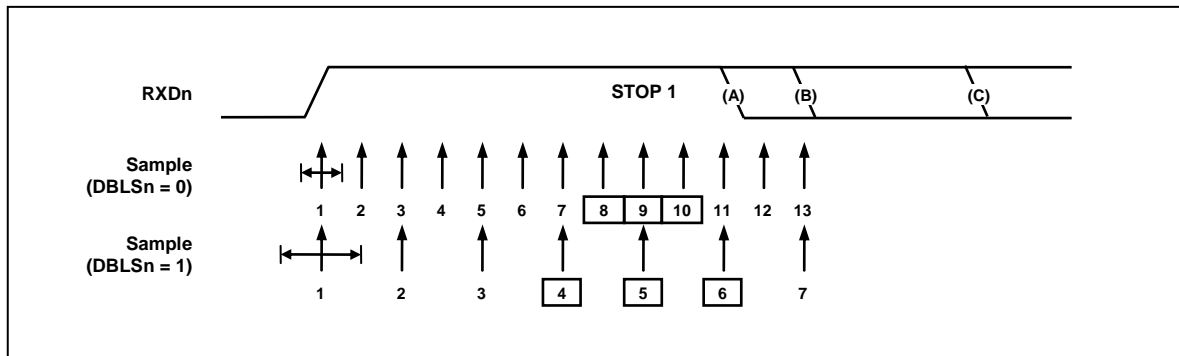 RXDn STOP 1 (A) (B) (C)
Sample
(DBLSn = 0)
1 2 3 4 5 6 7 8 9 10 11 12 13
Sample
(DBLSn = 1)
1 2 3 4 5 6 7